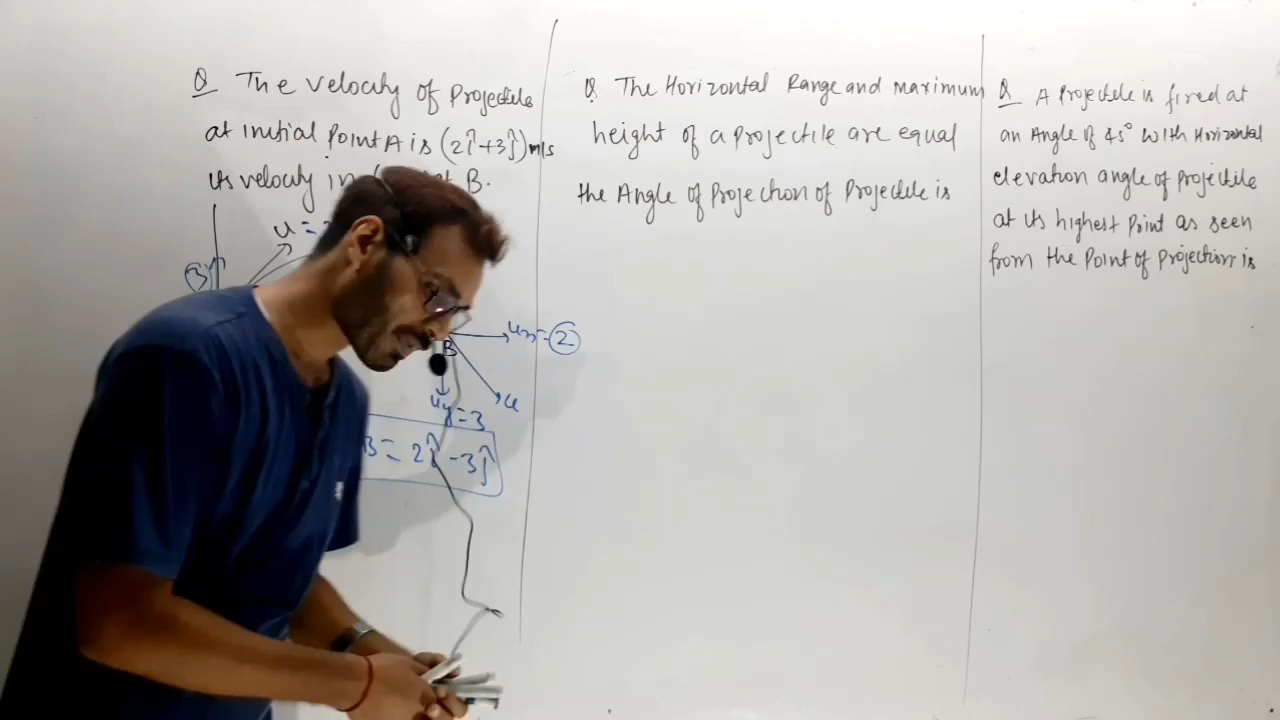 Q The velocity of Projectile
at initial Point A is (2î+3ĵ)m/s
its velocity in B.
u =
3ĵ
B
ux = 2
uy = 3
u
B = 2î - 3ĵ
Q. The Horizontal Range and maximum
height of a Projectile are equal
the Angle of Projection of Projectile is
Q A Projectile is fired at
an Angle of 45° with Horizontal
elevation angle of Projectile
at its highest Point as seen
from the Point of Projection is